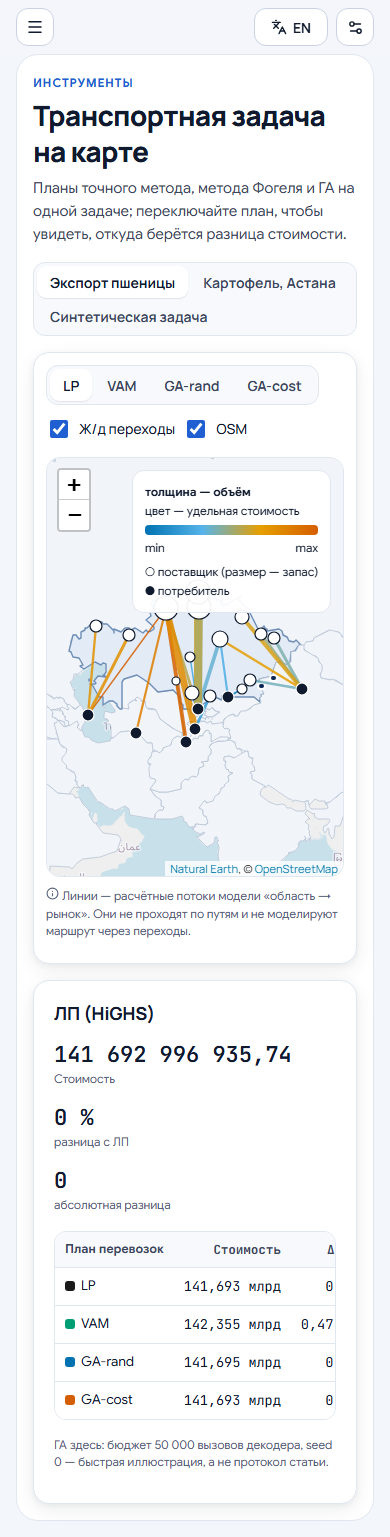 EN
ИНСТРУМЕНТЫ
Транспортная задача
на карте
Планы точного метода, метода Фогеля и ГА на
одной задаче; переключайте план, чтобы
увидеть, откуда берётся разница стоимости.
Экспорт пшеницы Картофель, Астана
Синтетическая задача
LP VAM GA-rand GA-cost
Ж/д переходы OSM
+
−
толщина — объём
цвет — удельная стоимость
min max
поставщик (размер — запас)
потребитель
عمان
Natural Earth, © OpenStreetMap
Линии — расчётные потоки модели «область →
рынок». Они не проходят по путям и не моделируют
маршрут через переходы.
ЛП (HiGHS)
141 692 996 935,74
Стоимость
0 %
разница с ЛП
0
абсолютная разница
План перевозок Стоимость Δ
LP 141,693 млрд 0
VAM 142,355 млрд 0,47
GA-rand 141,695 млрд 0
GA-cost 141,693 млрд 0
ГА здесь: бюджет 50 000 вызовов декодера, seed
0 — быстрая иллюстрация, а не протокол статьи.